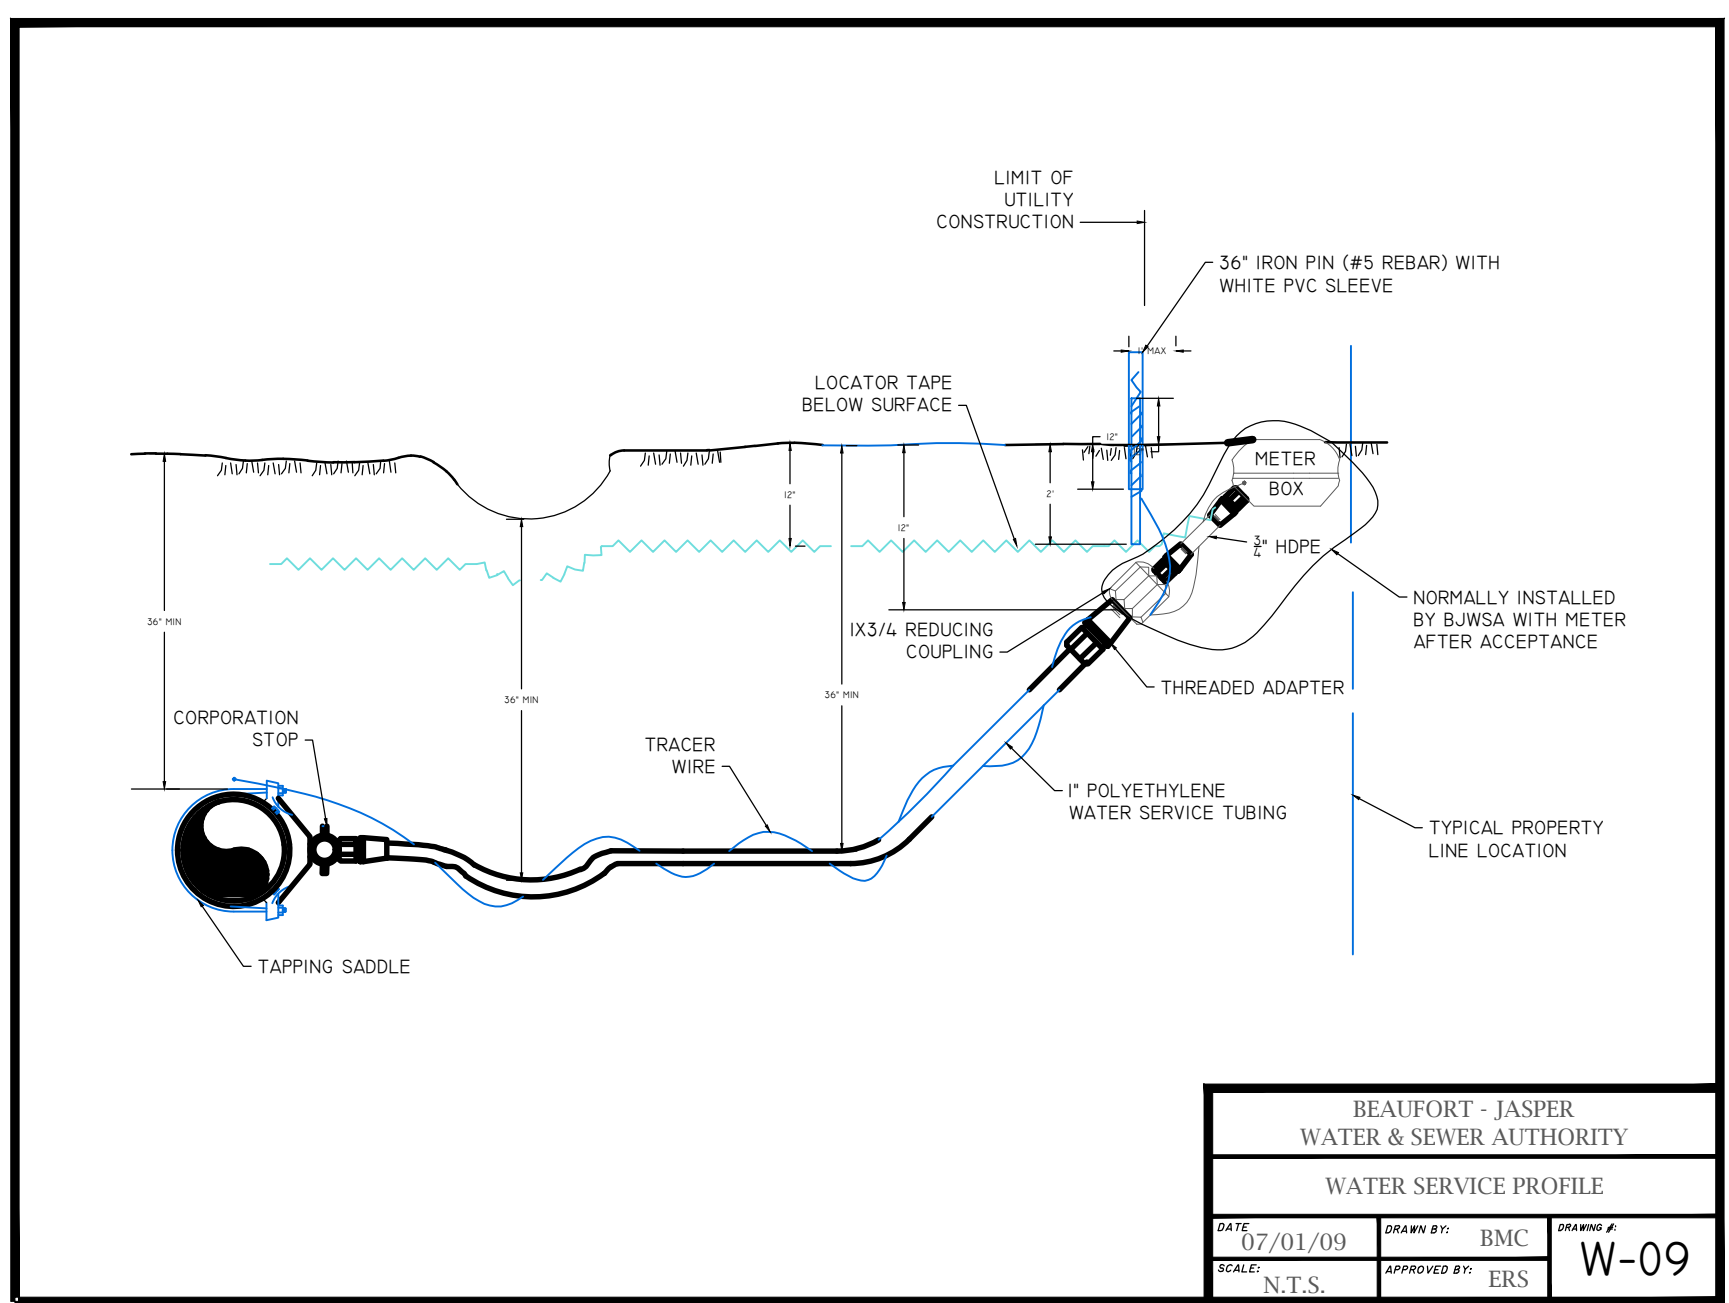 LIMIT OF
UTILITY
CONSTRUCTION
36" IRON PIN (#5 REBAR) WITH
WHITE PVC SLEEVE
1' MAX
LOCATOR TAPE
BELOW SURFACE
12"
METER
BOX
12"
2'
12"
3/4" HDPE
NORMALLY INSTALLED
BY BJWSA WITH METER
AFTER ACCEPTANCE
36" MIN
1X3/4 REDUCING
COUPLING
THREADED ADAPTER
36" MIN
36" MIN
CORPORATION
STOP
TRACER
WIRE
1" POLYETHYLENE
WATER SERVICE TUBING
TYPICAL PROPERTY
LINE LOCATION
TAPPING SADDLE
BEAUFORT - JASPER
WATER & SEWER AUTHORITY
WATER SERVICE PROFILE
DATE 07/01/09
DRAWN BY: BMC
DRAWING #:
W-09
SCALE: N.T.S.
APPROVED BY: ERS